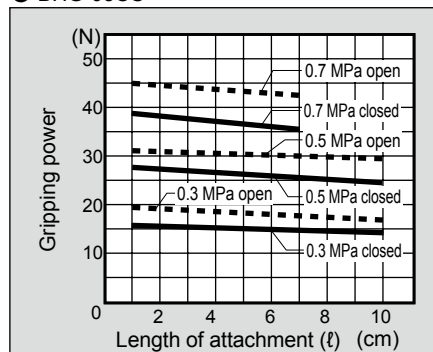 (N)
50
40
30
20
10
0
2
4
6
8
10
0.7 MPa open
0.7 MPa closed
0.5 MPa open
0.3 MPa open
0.5 MPa closed
0.3 MPa closed
Gripping power
Length of attachment (ℓ) (cm)